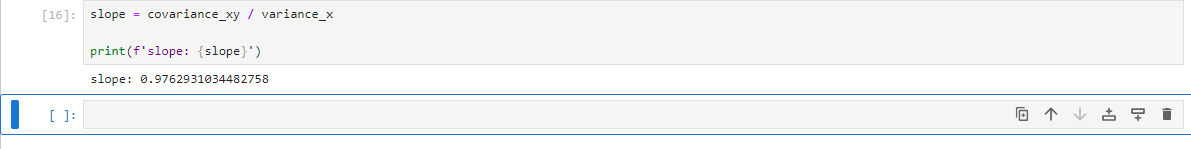 [16]: slope = covariance_xy / variance_x
print(f'slope: {slope}')
slope: 0.9762931034482758
[ ]: